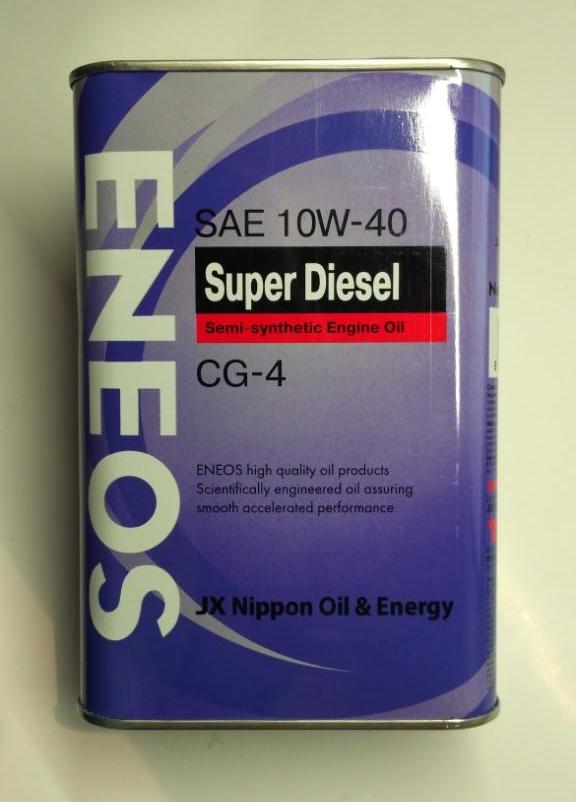 ENEOS
SAE 10W-40
Super Diesel
Semi-synthetic Engine Oil
CG-4
ENEOS high quality oil products
Scientifically engineered oil assuring
smooth accelerated performance
JX Nippon Oil & Energy